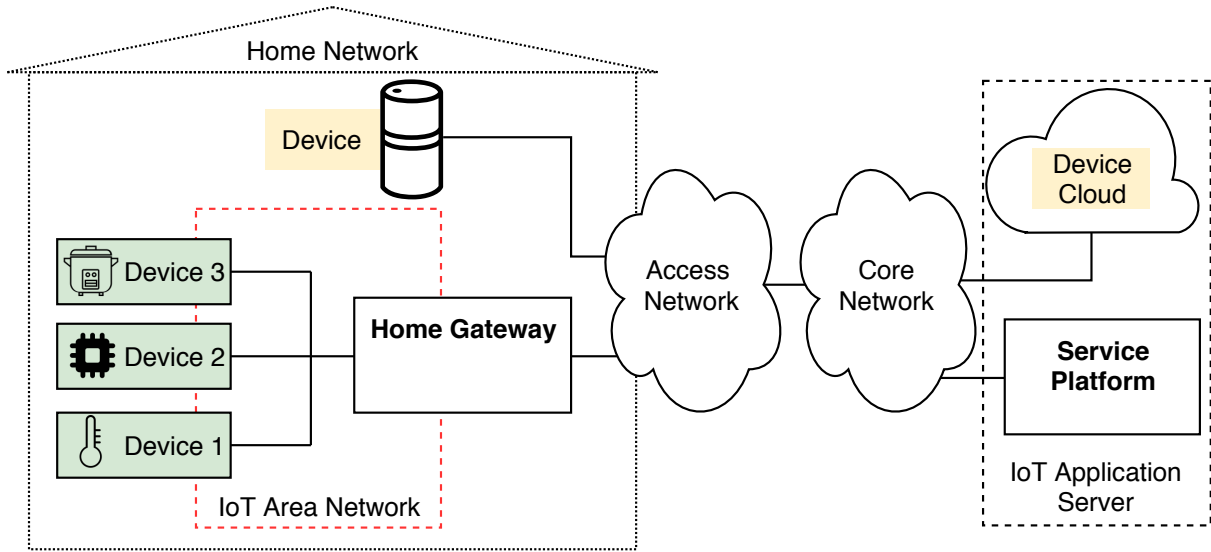 Home Network
Device
Device 3
Device 2
Device 1
Home Gateway
IoT Area Network
Access
Network
Core
Network
Device
Cloud
Service
Platform
IoT Application
Server